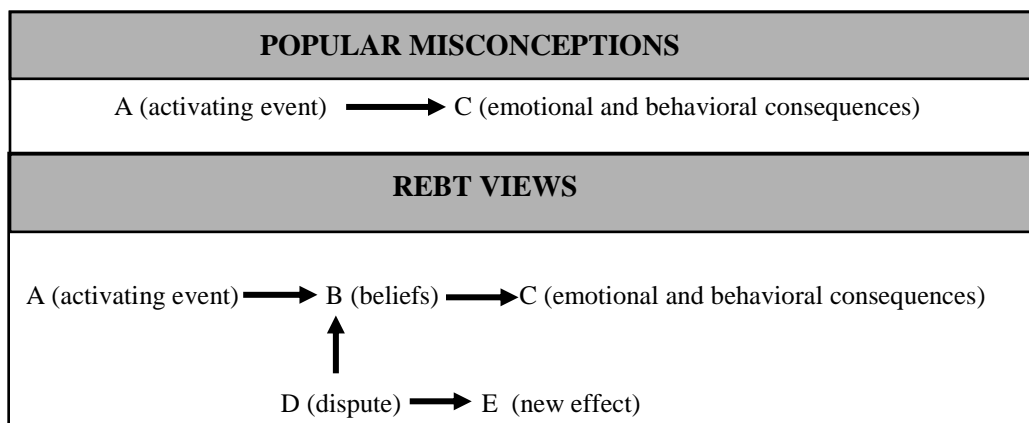 POPULAR MISCONCEPTIONS
A (activating event) C (emotional and behavioral consequences)
REBT VIEWS
A (activating event) B (beliefs) C (emotional and behavioral consequences)
D (dispute) E (new effect)